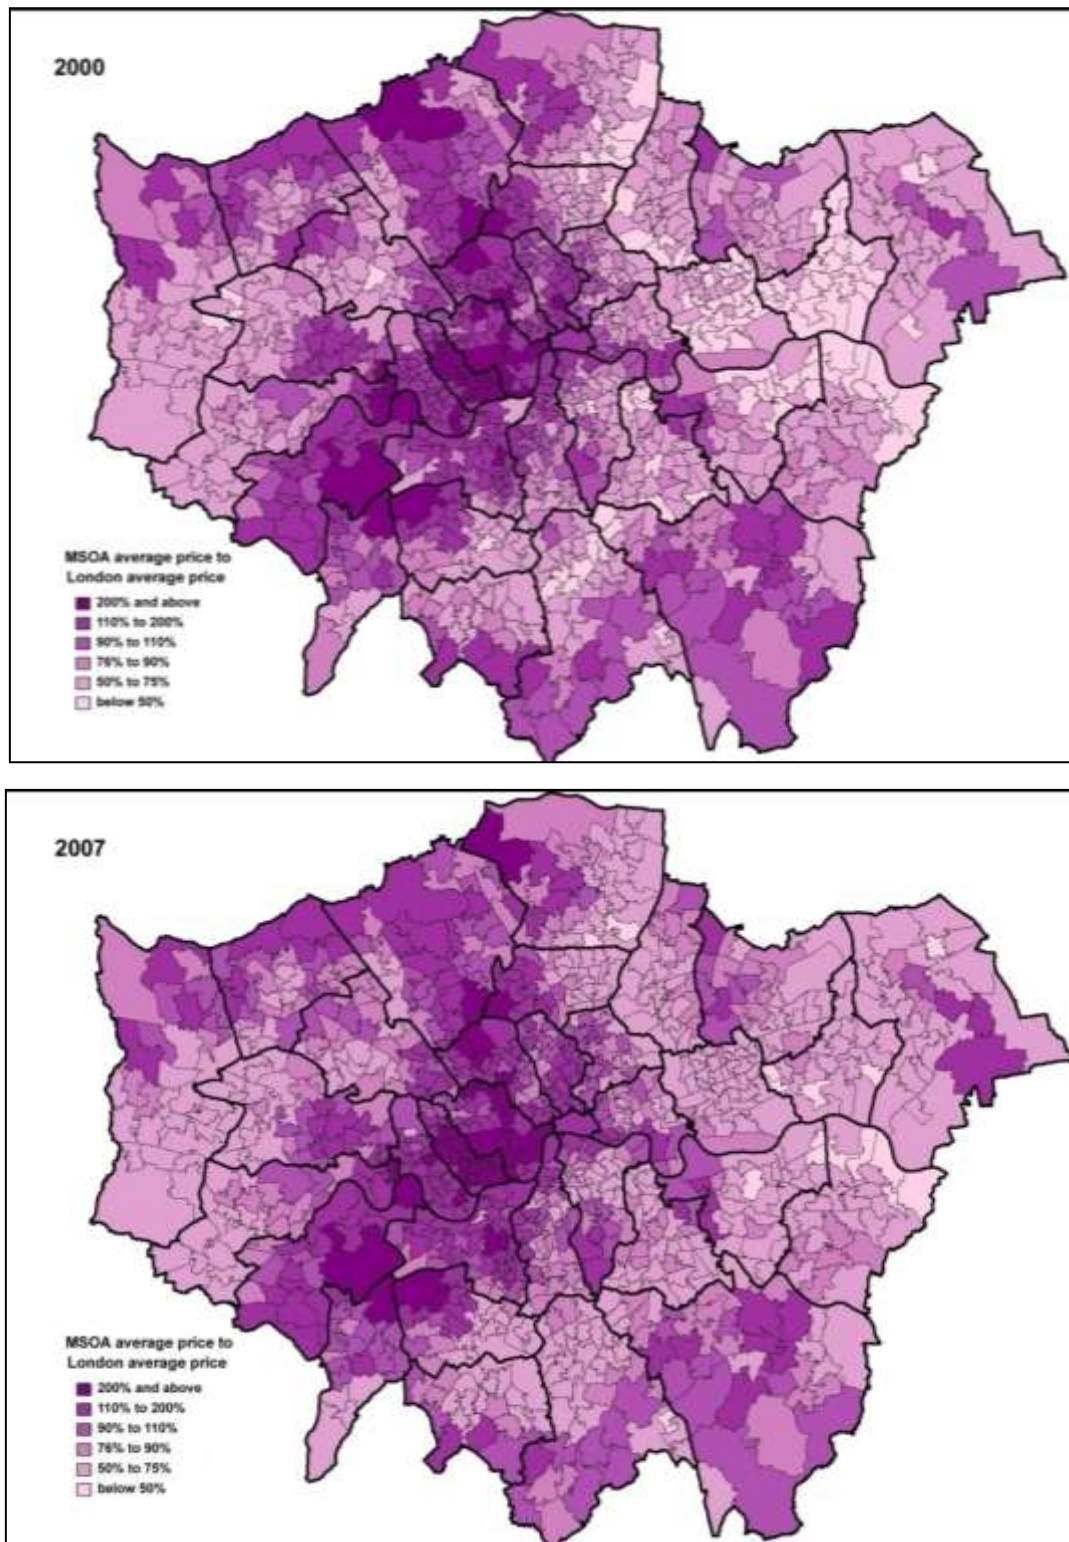 2000
MSOA average price to
London average price
200% and above
110% to 200%
90% to 110%
76% to 90%
50% to 75%
below 50%
2007
MSOA average price to
London average price
200% and above
110% to 200%
90% to 110%
76% to 90%
50% to 75%
below 50%